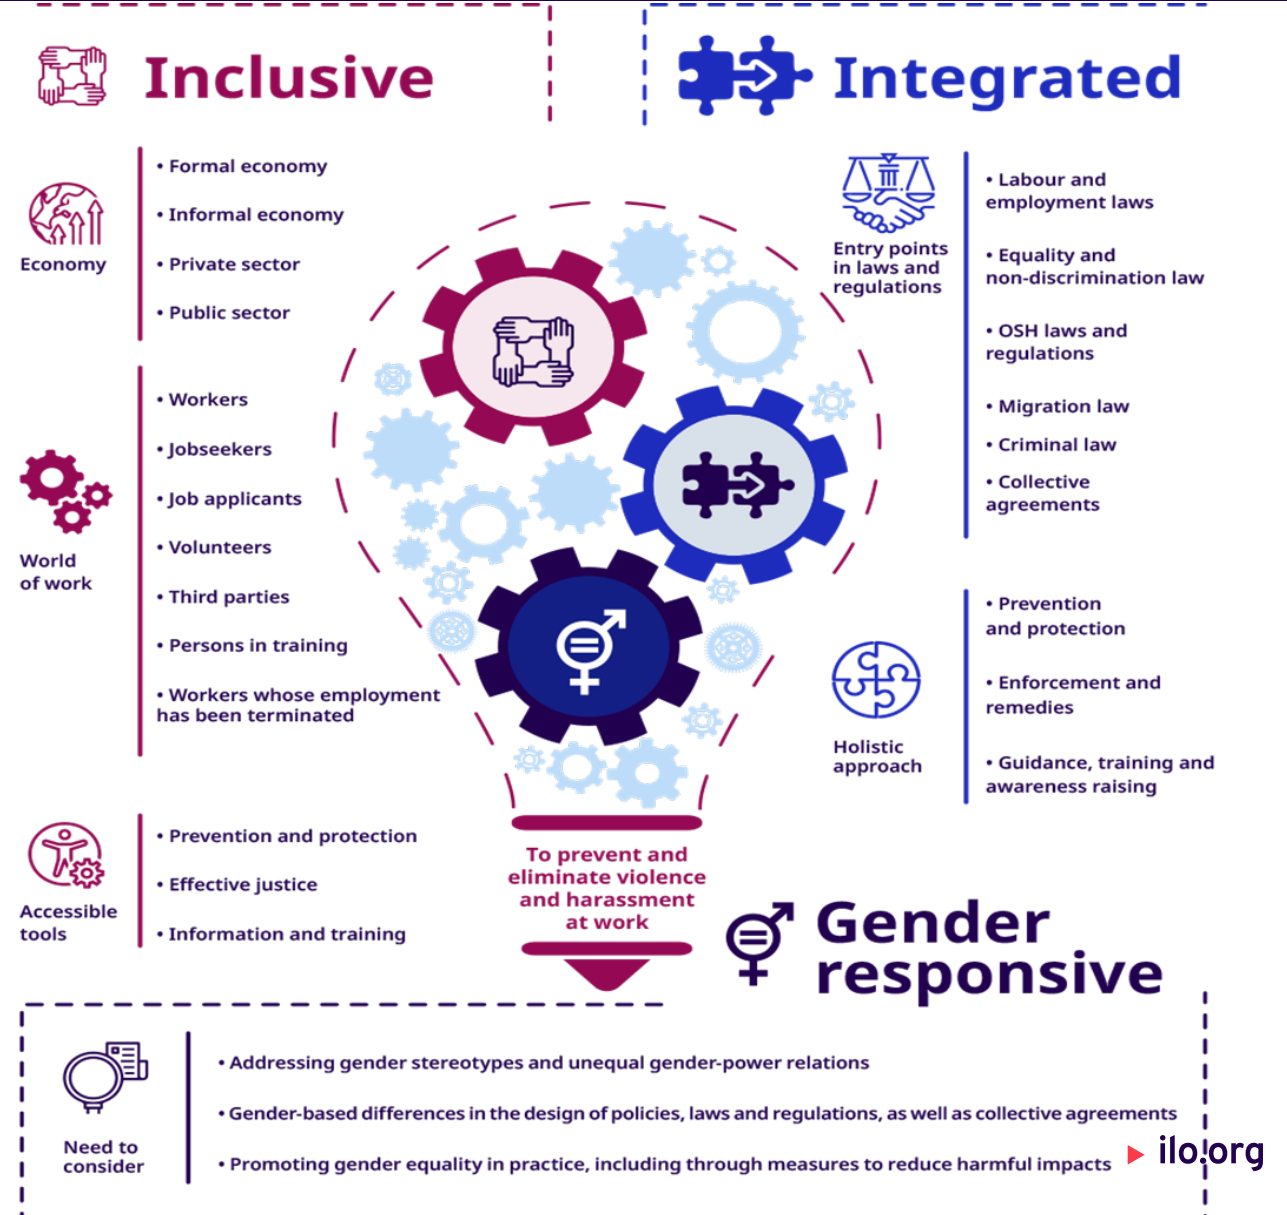 Inclusive
Economy
• Formal economy
• Informal economy
• Private sector
• Public sector
World
of work
• Workers
• Jobseekers
• Job applicants
• Volunteers
• Third parties
• Persons in training
• Workers whose employment
has been terminated
Accessible
tools
• Prevention and protection
• Effective justice
• Information and training
Integrated
Entry points
in laws and
regulations
• Labour and
employment laws
• Equality and
non-discrimination law
• OSH laws and
regulations
• Migration law
• Criminal law
• Collective
agreements
Holistic
approach
• Prevention
and protection
• Enforcement and
remedies
• Guidance, training and
awareness raising
To prevent and
eliminate violence
and harassment
at work
Gender
responsive
Need to
consider
• Addressing gender stereotypes and unequal gender-power relations
• Gender-based differences in the design of policies, laws and regulations, as well as collective agreements
• Promoting gender equality in practice, including through measures to reduce harmful impacts
ilo.org